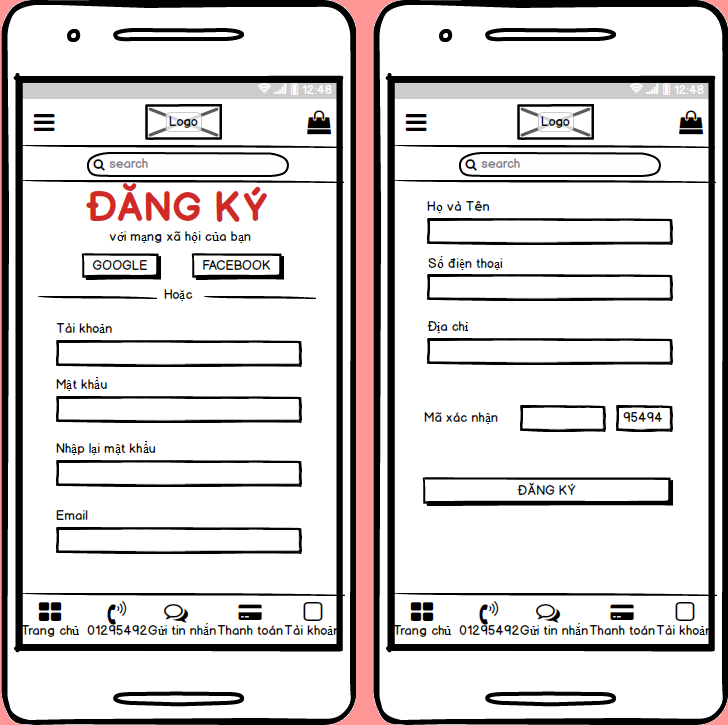 12:48
Logo
search
ĐĂNG KÝ
với mạng xã hội của bạn
GOOGLE FACEBOOK
Hoặc
Tài khoản
Mật khẩu
Nhập lại mật khẩu
Email
Trang chủ 01295492 Gửi tin nhắn Thanh toán Tài khoản
12:48
Logo
search
Họ và Tên
Số điện thoại
Địa chỉ
Mã xác nhận 95494
ĐĂNG KÝ
Trang chủ 01295492 Gửi tin nhắn Thanh toán Tài khoản